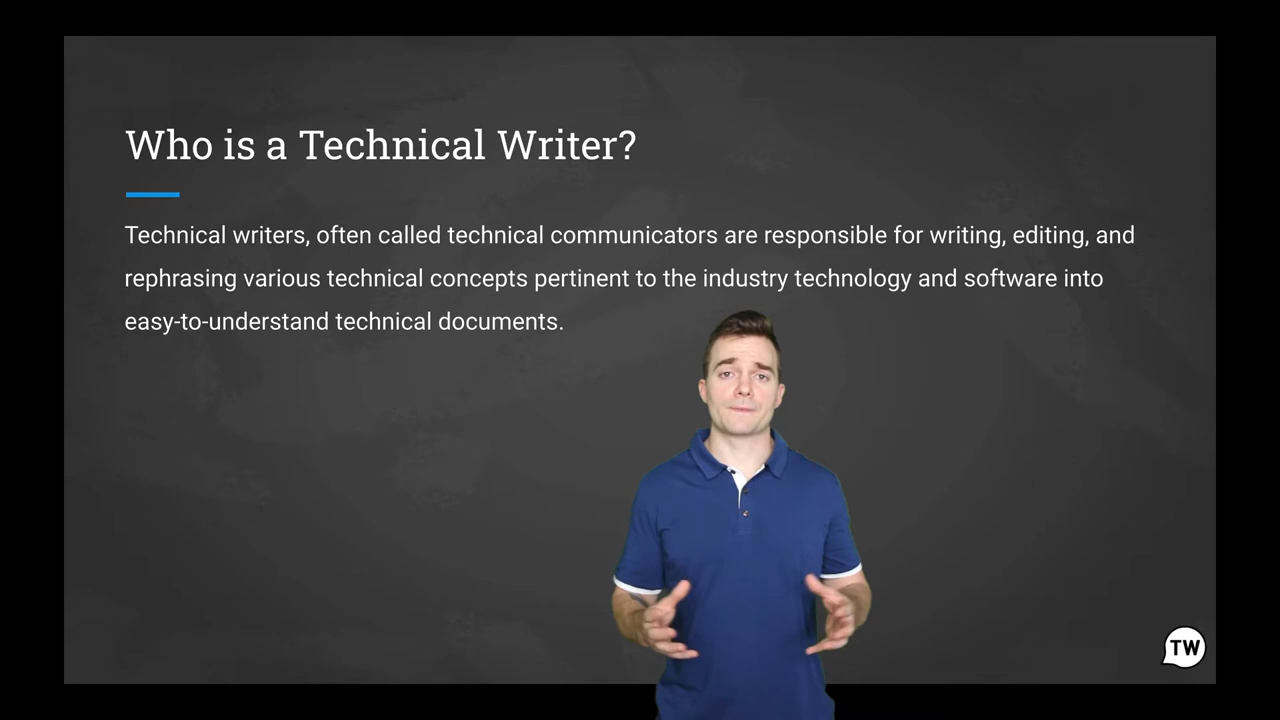 Who is a Technical Writer?
Technical writers, often called technical communicators are responsible for writing, editing, and
rephrasing various technical concepts pertinent to the industry technology and software into
easy-to-understand technical documents.
TW